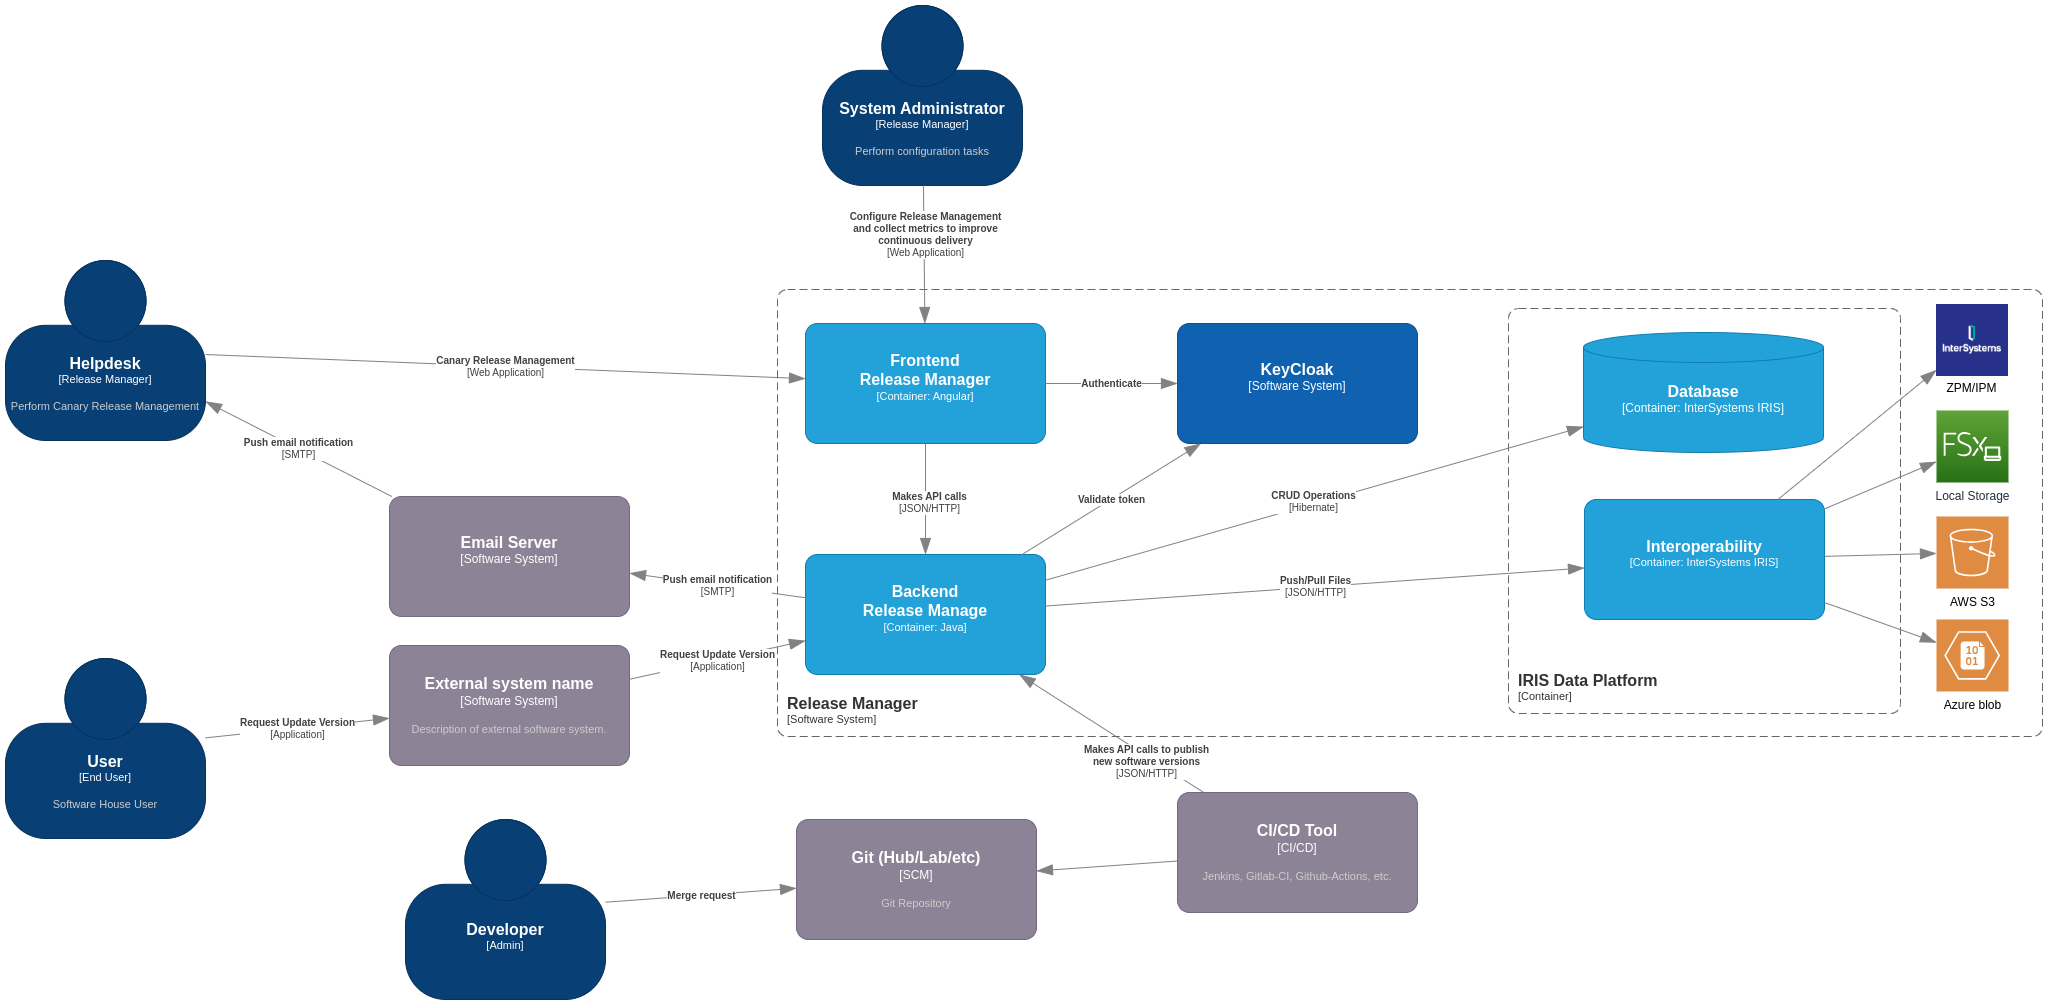 System Administrator
[Release Manager]
Perform configuration tasks
Configure Release Management
and collect metrics to improve
continuous delivery
[Web Application]
Helpdesk
[Release Manager]
Perform Canary Release Management
Canary Release Management
[Web Application]
Push email notification
[SMTP]
Frontend
Release Manager
[Container: Angular]
Authenticate
KeyCloak
[Software System]
Database
[Container: InterSystems IRIS]
InterSystems
ZPM/IPM
FSx
Local Storage
Makes API calls
[JSON/HTTP]
Validate token
CRUD Operations
[Hibernate]
Email Server
[Software System]
Push email notification
[SMTP]
Backend
Release Manage
[Container: Java]
Push/Pull Files
[JSON/HTTP]
Interoperability
[Container: InterSystems IRIS]
AWS S3
10
01
Azure blob
Request Update Version
[Application]
External system name
[Software System]
Description of external software system.
IRIS Data Platform
[Container]
Release Manager
[Software System]
Request Update Version
[Application]
User
[End User]
Software House User
Makes API calls to publish
new software versions
[JSON/HTTP]
CI/CD Tool
[CI/CD]
Jenkins, Gitlab-CI, Github-Actions, etc.
Git (Hub/Lab/etc)
[SCM]
Git Repository
Merge request
Developer
[Admin]